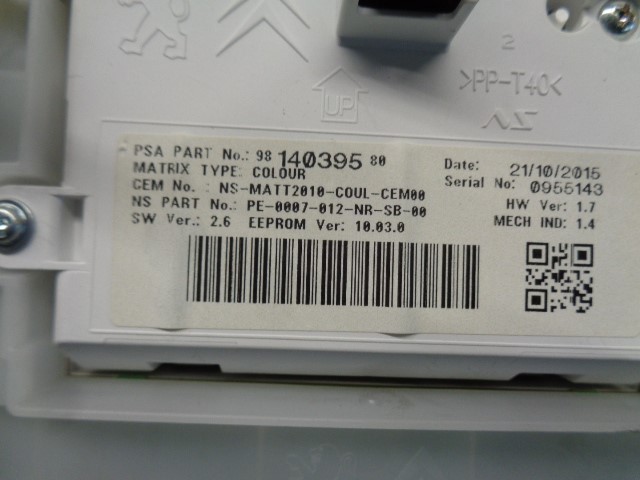 2
>PP-T40<
UP
PSA PART No.: 98 140395 80
MATRIX TYPE: COLOUR
CEM No. : NS-MATT2010-COUL-CEM00
NS PART No.: PE-0007-012-NR-SB-00
SW Ver.: 2.6 EEPROM Ver: 10.03.0
Date: 21/10/2015
Serial No: 0955143
HW Ver: 1.7
MECH IND: 1.4